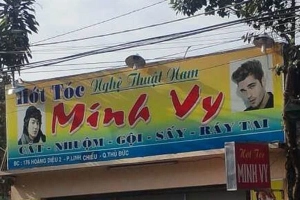 Hớt Tóc Nghệ Thuật Nam
Minh Vy
CẮT - NHUỘM - GỘI - SẤY - RÁY TAI
ĐC: 176 HOÀNG DIỆU 2 - P.LINH CHIỂU - Q.THỦ ĐỨC
Hớt Tóc
MINH VY